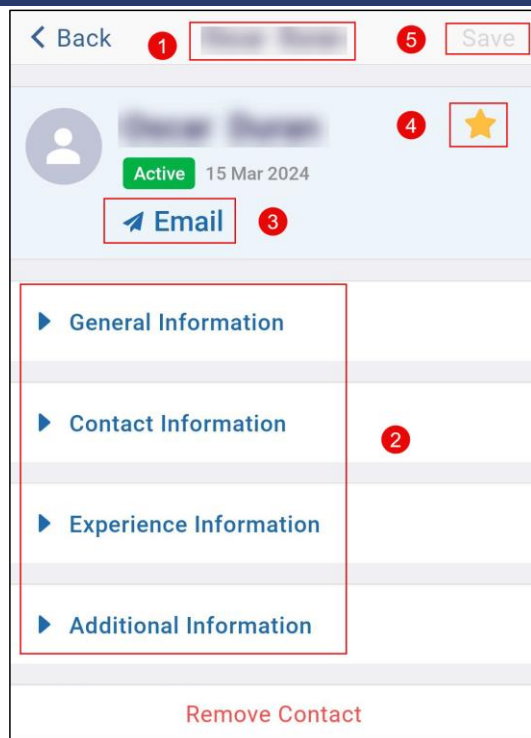 Back 1 5 Save
4
Active 15 Mar 2024
Email 3
General Information
Contact Information
2
Experience Information
Additional Information
Remove Contact